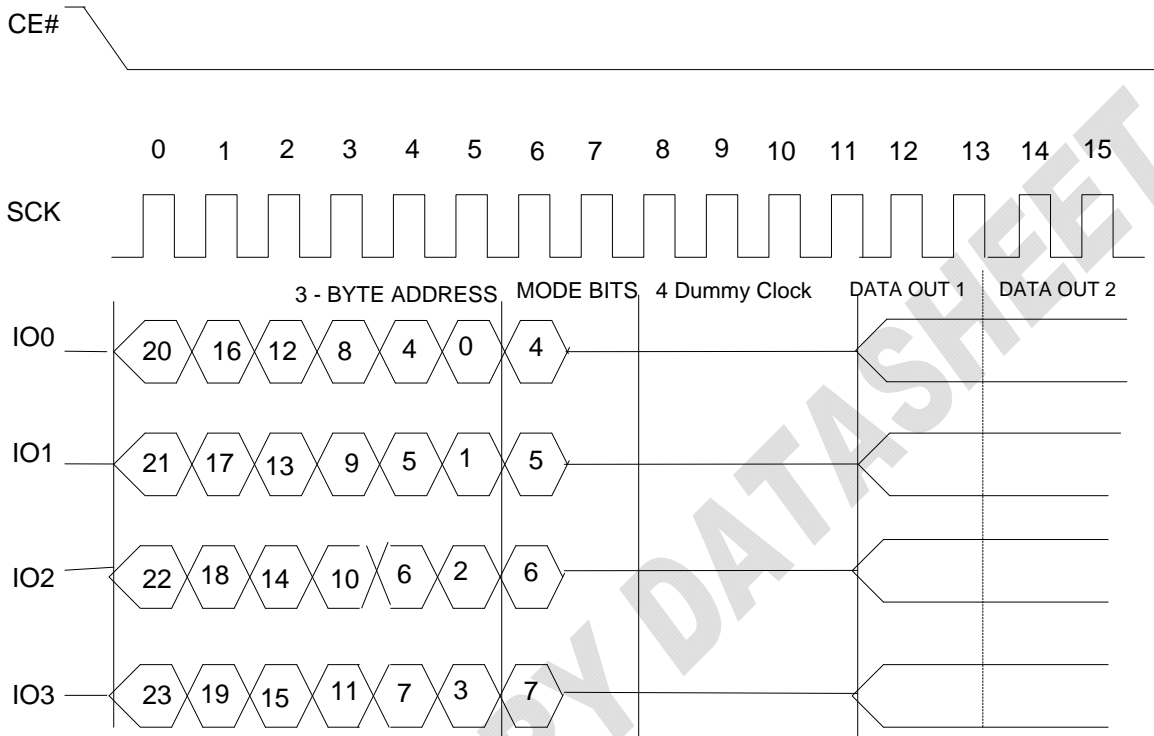 CE#
0 1 2 3 4 5 6 7 8 9 10 11 12 13 14 15
SCK
3 - BYTE ADDRESS MODE BITS 4 Dummy Clock DATA OUT 1 DATA OUT 2
IO0 20 16 12 8 4 0 4
IO1 21 17 13 9 5 1 5
IO2 22 18 14 10 6 2 6
IO3 23 19 15 11 7 3 7
RY DATASHEET